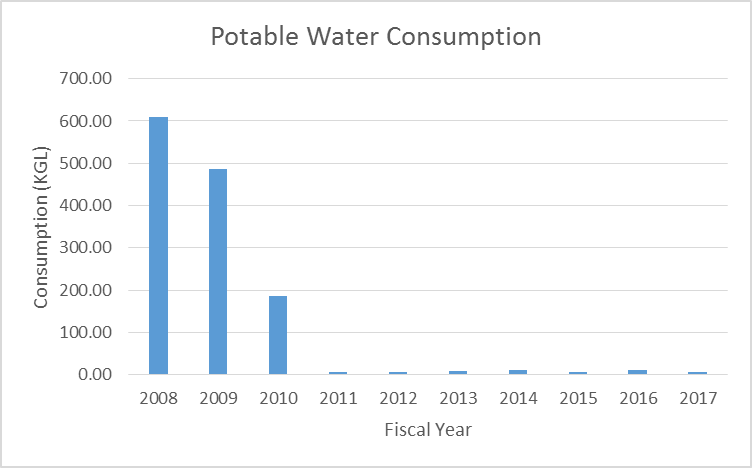 Potable Water Consumption
700.00
600.00
500.00
400.00
300.00
200.00
100.00
0.00
Consumption (KGL)
2008 2009 2010 2011 2012 2013 2014 2015 2016 2017
Fiscal Year